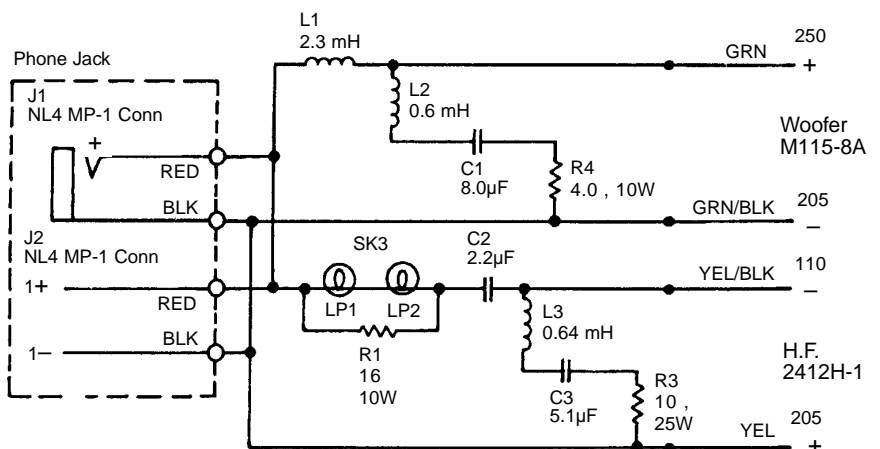 Phone Jack
J1
NL4 MP-1 Conn
+
RED
BLK
J2
NL4 MP-1 Conn
1+
RED
BLK
1–
L1
2.3 mH
L2
0.6 mH
C1
8.0µF
R4
4.0 , 10W
GRN
250
+
Woofer
M115-8A
GRN/BLK
205
–
SK3
LP1
LP2
R1
16
10W
C2
2.2µF
YEL/BLK
110
–
L3
0.64 mH
C3
5.1µF
R3
10 ,
25W
H.F.
2412H-1
YEL
205
+